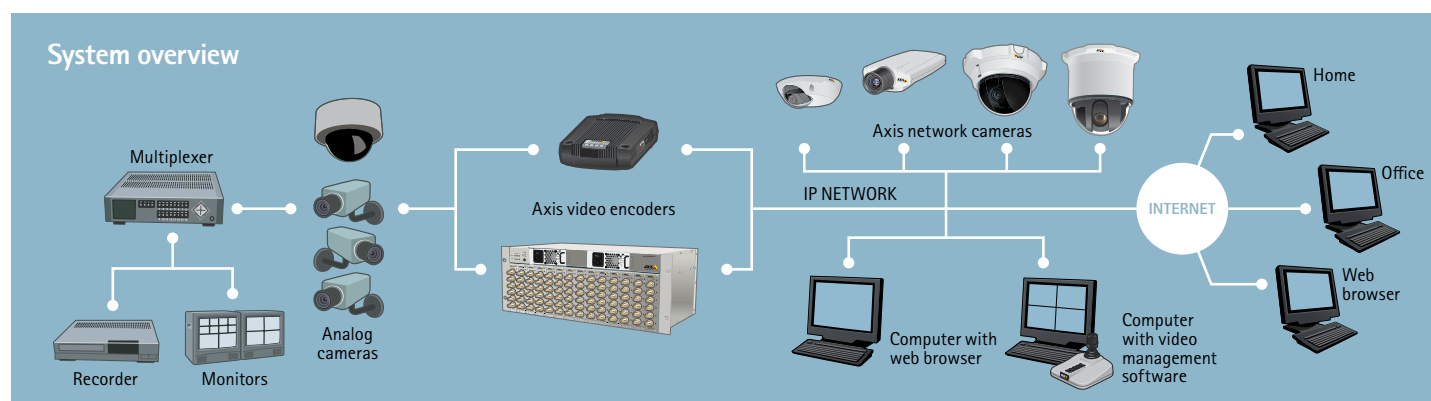 System overview
Multiplexer
Recorder
Monitors
Analog
cameras
Axis video encoders
Axis network cameras
IP NETWORK
Computer with
web browser
Computer
with video
management
software
INTERNET
Home
Office
Web
browser